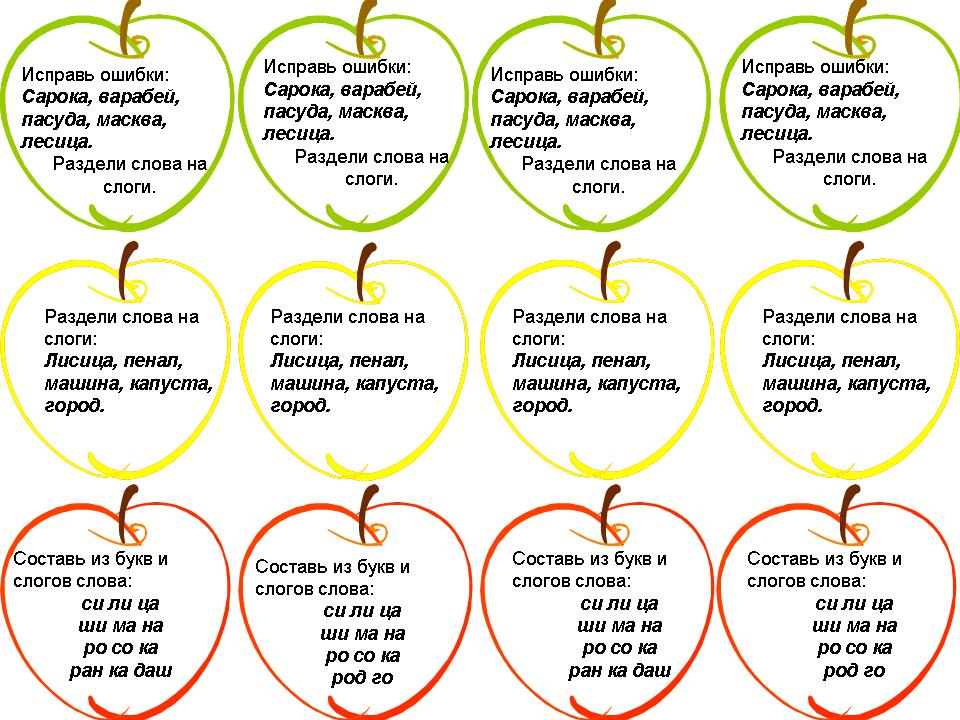 Исправь ошибки:
Сарока, варабей,
пасуда, масква,
лесица.
Раздели слова на
слоги.
Исправь ошибки:
Сарока, варабей,
пасуда, масква,
лесица.
Раздели слова на
слоги.
Исправь ошибки:
Сарока, варабей,
пасуда, масква,
лесица.
Раздели слова на
слоги.
Исправь ошибки:
Сарока, варабей,
пасуда, масква,
лесица.
Раздели слова на
слоги.
Раздели слова на
слоги:
Лисица, пенал,
машина, капуста,
город.
Раздели слова на
слоги:
Лисица, пенал,
машина, капуста,
город.
Раздели слова на
слоги:
Лисица, пенал,
машина, капуста,
город.
Раздели слова на
слоги:
Лисица, пенал,
машина, капуста,
город.
Составь из букв и
слогов слова:
си ли ца
ши ма на
ро со ка
ран ка даш
Составь из букв и
слогов слова:
си ли ца
ши ма на
ро со ка
род го
Составь из букв и
слогов слова:
си ли ца
ши ма на
ро со ка
ран ка даш
Составь из букв и
слогов слова:
си ли ца
ши ма на
ро со ка
род го